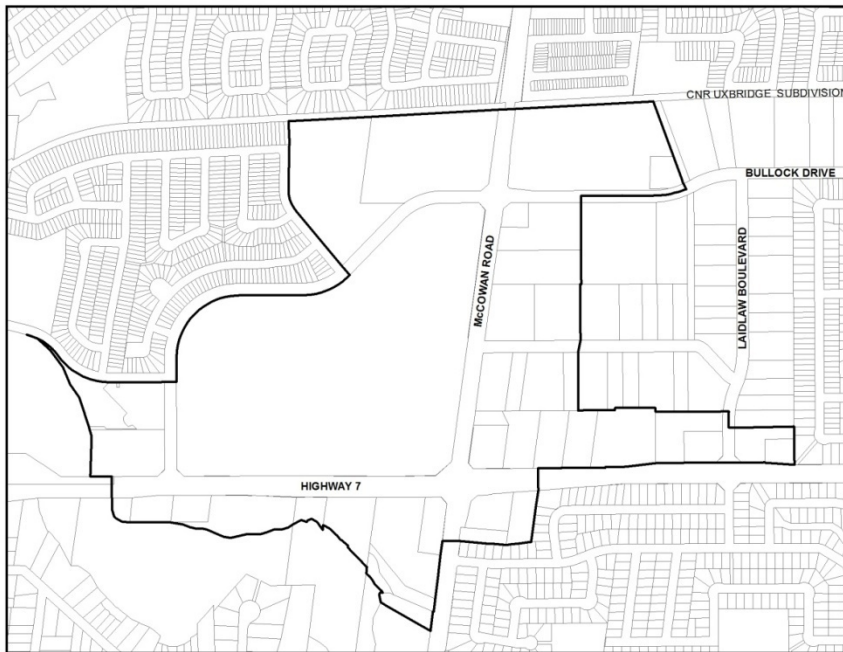 CNR UXBRIDGE SUBDIVISION
BULLOCK DRIVE
McCOWAN ROAD
LAIDLAW BOULEVARD
HIGHWAY 7